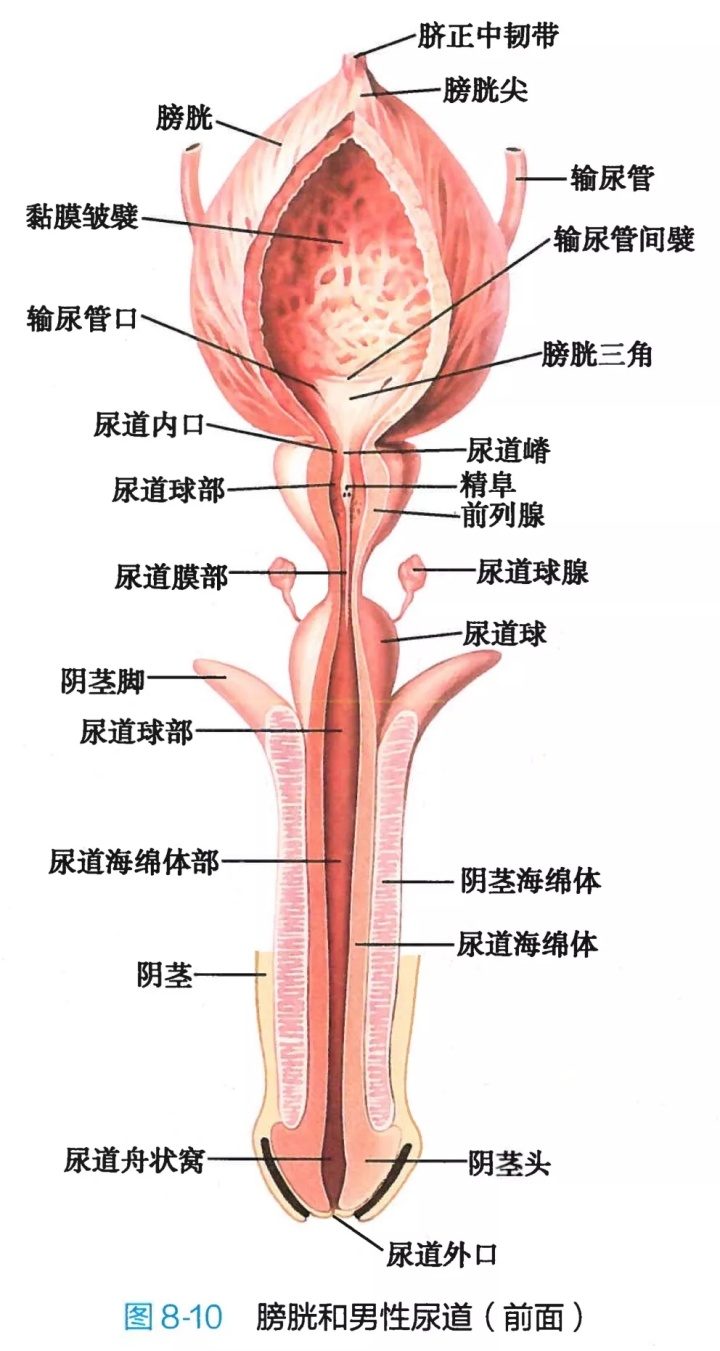 脐正中韧带
膀胱尖
膀胱
输尿管
黏膜皱襞
输尿管间襞
输尿管口
膀胱三角
尿道内口
尿道嵴
尿道球部
精阜
前列腺
尿道膜部
尿道球腺
尿道球
阴茎脚
尿道球部
尿道海绵体部
阴茎海绵体
尿道海绵体
阴茎
尿道舟状窝
阴茎头
尿道外口
图 8-10 膀胱和男性尿道（前面）